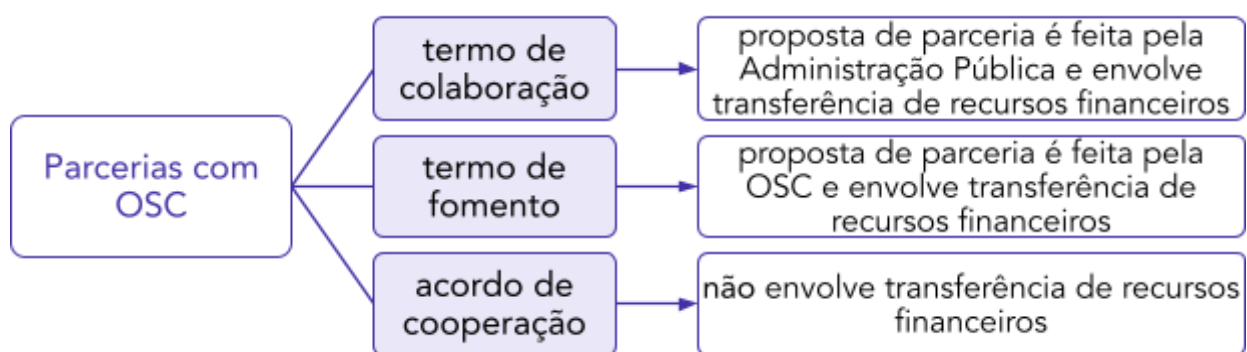 Parcerias com
OSC
termo de
colaboração
proposta de parceria é feita pela
Administração Pública e envolve
transferência de recursos financeiros
termo de
fomento
proposta de parceria é feita pela
OSC e envolve transferência de
recursos financeiros
acordo de
cooperação
não envolve transferência de recursos
financeiros